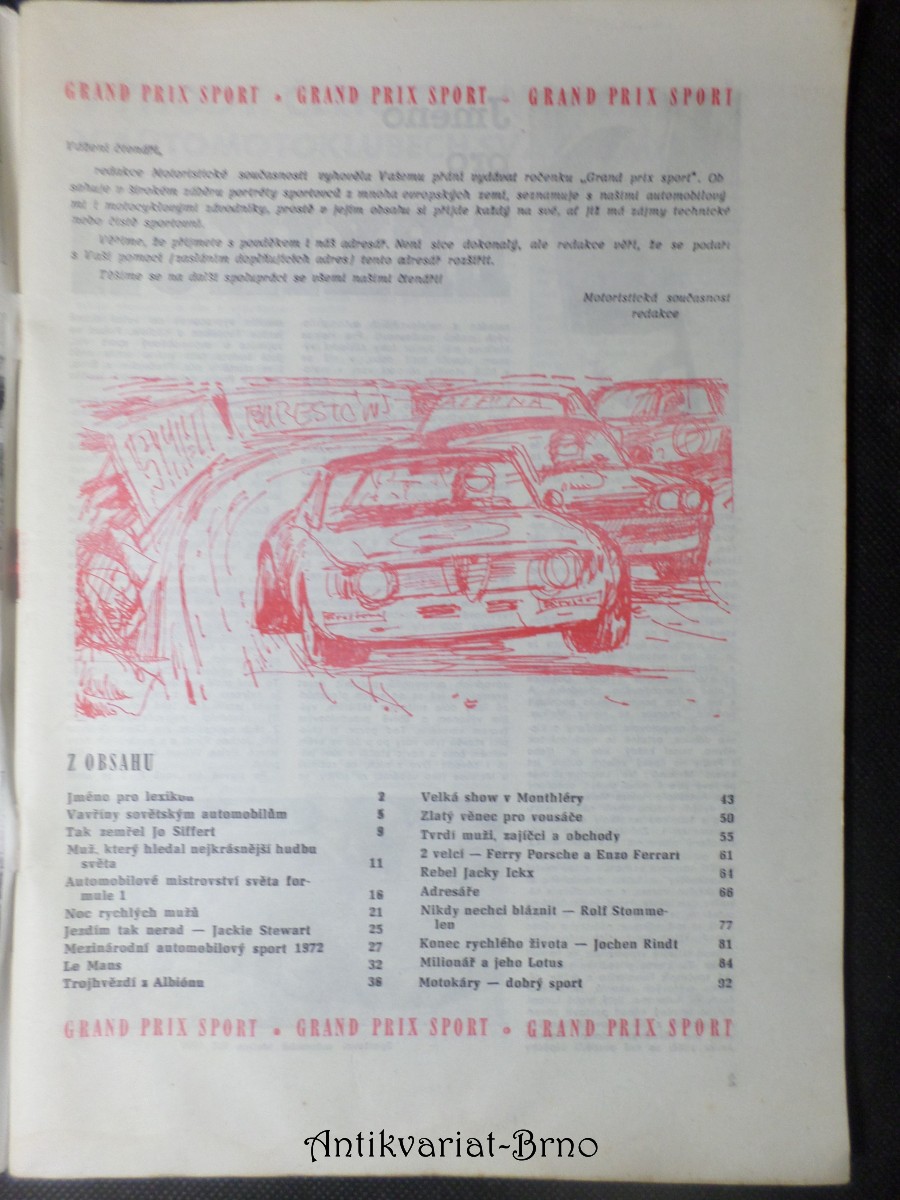 GRAND PRIX SPORT • GRAND PRIX SPORT • GRAND PRIX SPORT
Vážení čtenáři,
redakce Motoristické současnosti vyhověla Vašemu přání vydávat ročenku „Grand prix sport". Ob
sahuje v širokém záběru portréty sportovců z mnoha evropských zemí, seznamuje s našimi automobilový
mi i motocyklovými závodníky, prostě v jejím obsahu si přijde každý na své, ať již má zájmy technické
nebo čistě sportovní.
Věříme, že přijmete s povděkem i náš adresář. Není sice dokonalý, ale redakce věří, že se podaří
s Vaší pomocí (zasláním doplňujících adres) tento adresář rozšířit.
Těšíme se na další spolupráci se všemi našimi čtenáři!
Motoristická současnost
redakce
Z OBSAHU
Jméno pro lexikon 2
Vavříny sovětským automobilům 5
Tak zemřel Jo Siffert 9
Muž, který hledal nejkrásnější hudbu
světa 11
Automobilové mistrovství světa for-
mule 1 16
Noc rychlých mužů 21
Jezdím tak nerad — Jackie Stewart 25
Mezinárodní automobilový sport 1972 27
Le Mans 32
Trojhvězdí z Albiónu 38
Velká show v Monthléry 43
Zlatý věnec pro vousáče 50
Tvrdí muži, zajíčci a obchody 55
2 velcí — Ferry Porsche a Enzo Ferrari 61
Rebel Jacky Ickx 64
Adresáře 66
Nikdy nechci bláznit — Rolf Stomme-
len 77
Konec rychlého života — Jochen Rindt 81
Milionář a jeho Lotus 84
Motokáry — dobrý sport 92
GRAND PRIX SPORT • GRAND PRIX SPORT • GRAND PRIX SPORT
Antikvariat-Brno